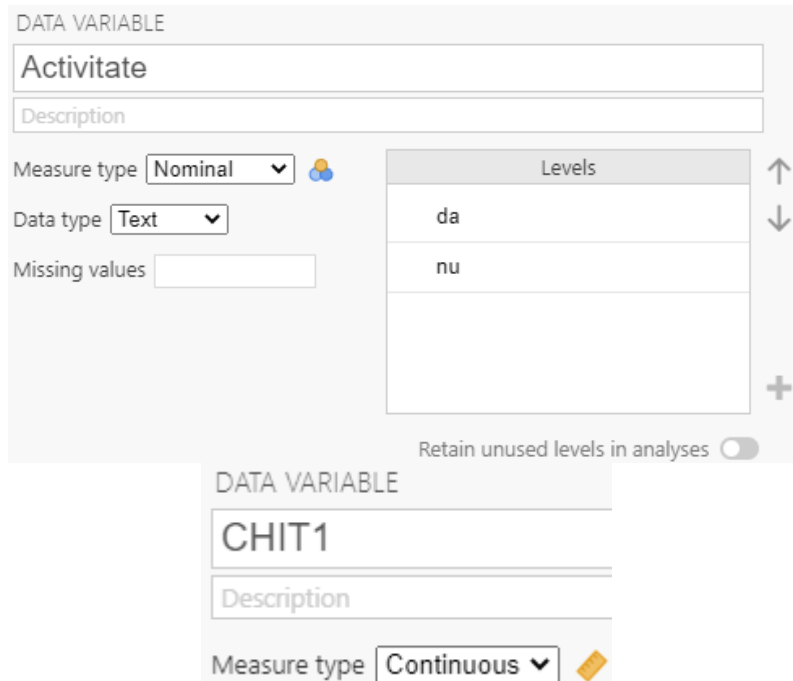 DATA VARIABLE
Activitate
Description
Measure type Nominal
Levels
Data type Text
da
Missing values
nu
Retain unused levels in analyses
DATA VARIABLE
CHIT1
Description
Measure type Continuous